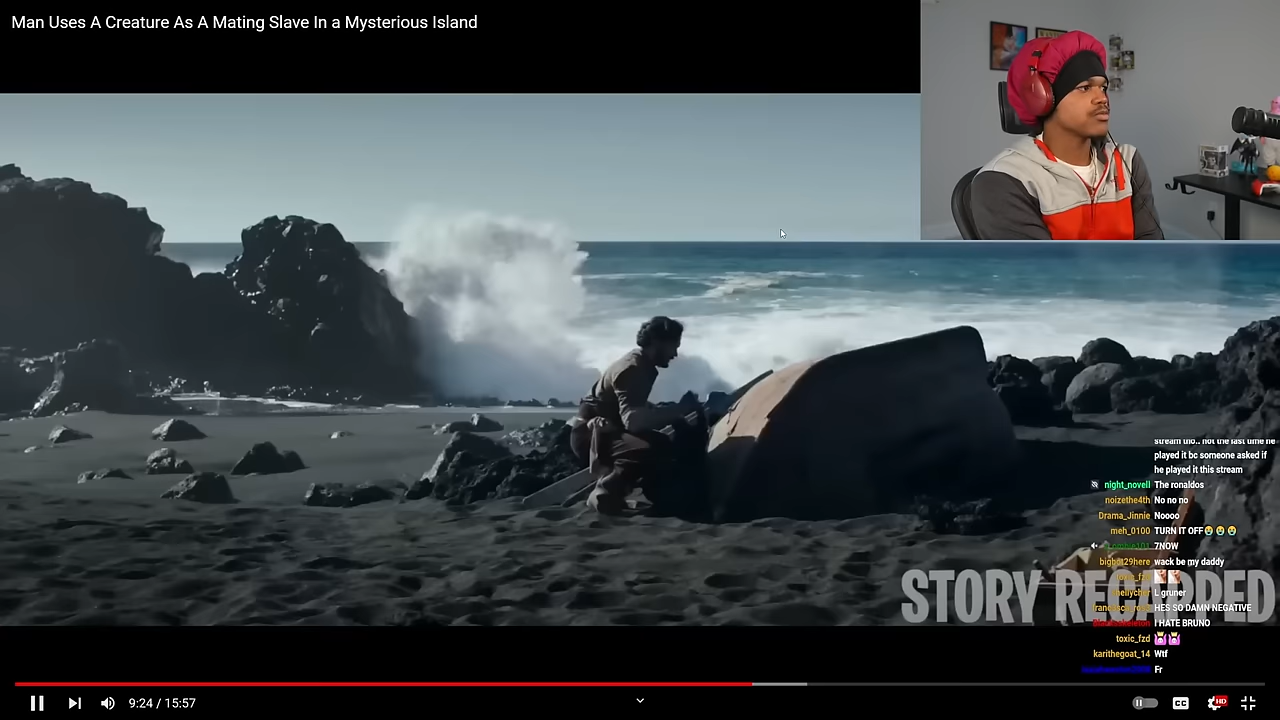 Man Uses A Creature As A Mating Slave In a Mysterious Island
stream tho.. not the last time he
played it bc someone asked if
he played it this stream
night_novell The ronaldos
noizethe4th No no no
Drama_Jinnie Noooo
meh_0100 TURN IT OFF😭😭😭
7NOW
wack be my daddy
L gruner
HES SO DAMN NEGATIVE
I HATE BRUNO
toxic_fzd
karithegoat_14 Wtf
Fr
STORY RECAPPED
9:24 / 15:57
CC
HD